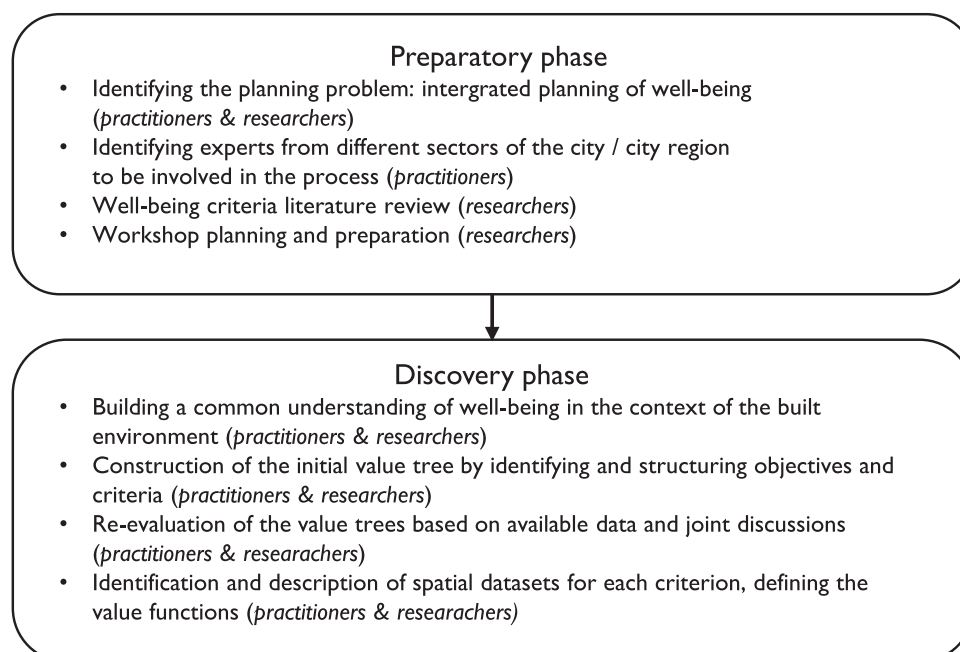 Preparatory phase
• Identifying the planning problem: intergrated planning of well-being
(practitioners & researchers)
• Identifying experts from different sectors of the city / city region
to be involved in the process (practitioners)
• Well-being criteria literature review (researchers)
• Workshop planning and preparation (researchers)
Discovery phase
• Building a common understanding of well-being in the context of the built
environment (practitioners & researchers)
• Construction of the initial value tree by identifying and structuring objectives and
criteria (practitioners & researchers)
• Re-evaluation of the value trees based on available data and joint discussions
(practitioners & researachers)
• Identification and description of spatial datasets for each criterion, defining the
value functions (practitioners & researachers)